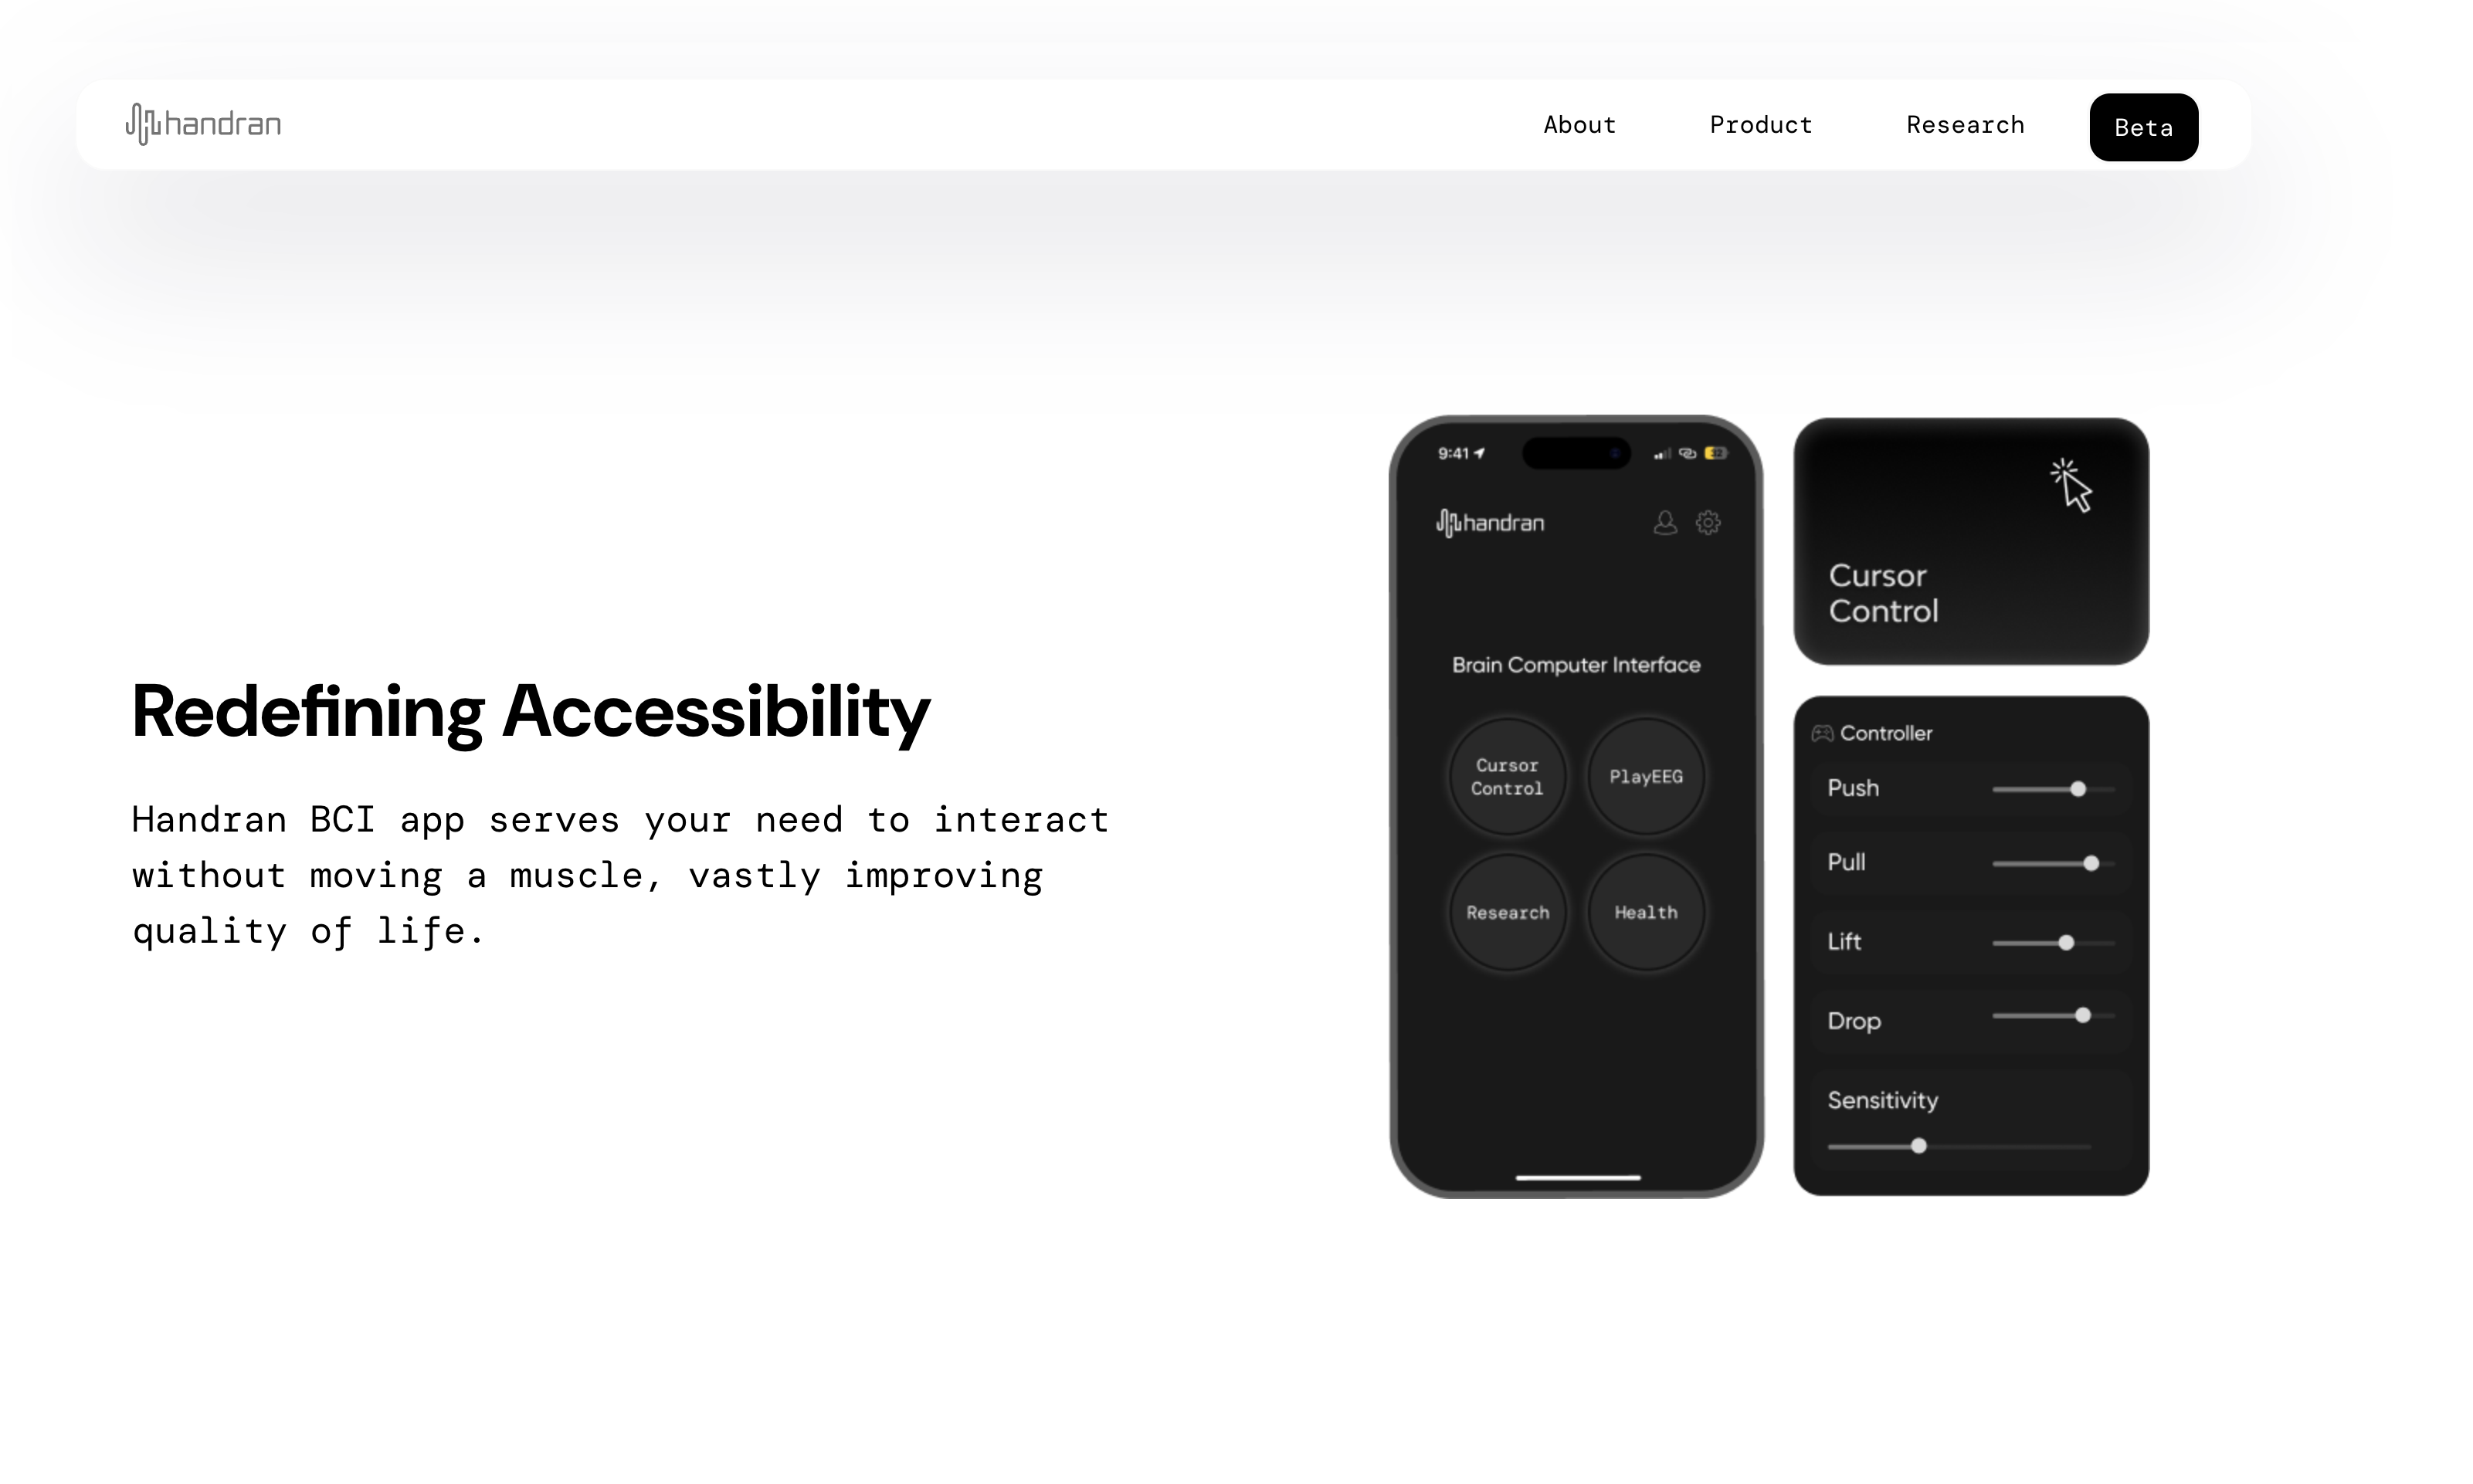 handran
About
Product
Research
Beta
Redefining Accessibility
Handran BCI app serves your need to interact
without moving a muscle, vastly improving
quality of life.
9:41
handran
Brain Computer Interface
Cursor
Control
PlayEEG
Research
Health
Cursor
Control
Controller
Push
Pull
Lift
Drop
Sensitivity